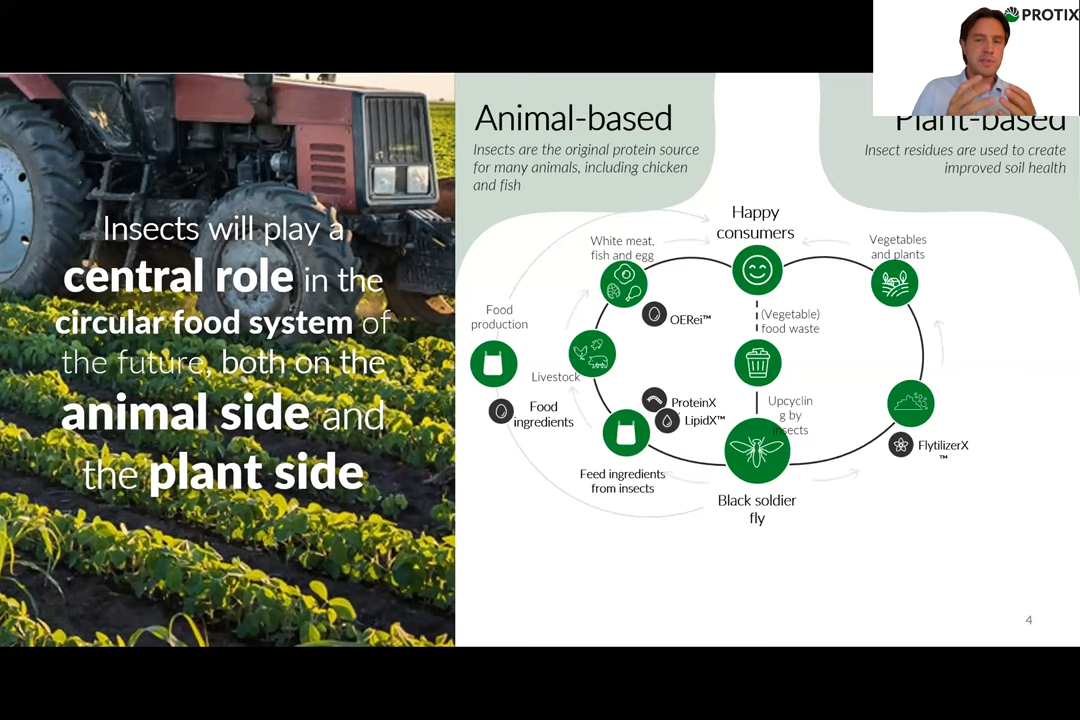 PROTIX
Insects will play a
central role in the
circular food system of
the future, both on the
animal side and
the plant side
Animal-based
Insects are the original protein source
for many animals, including chicken
and fish
Plant-based
Insect residues are used to create
improved soil health
Happy
consumers
White meat,
fish and egg
Vegetables
and plants
OERei™
(Vegetable)
food waste
Food
production
Livestock
Food
ingredients
ProteinX
LipidX™
Upcyclin
g by
insects
FlytilizerX
™
Feed ingredients
from insects
Black soldier
fly
4